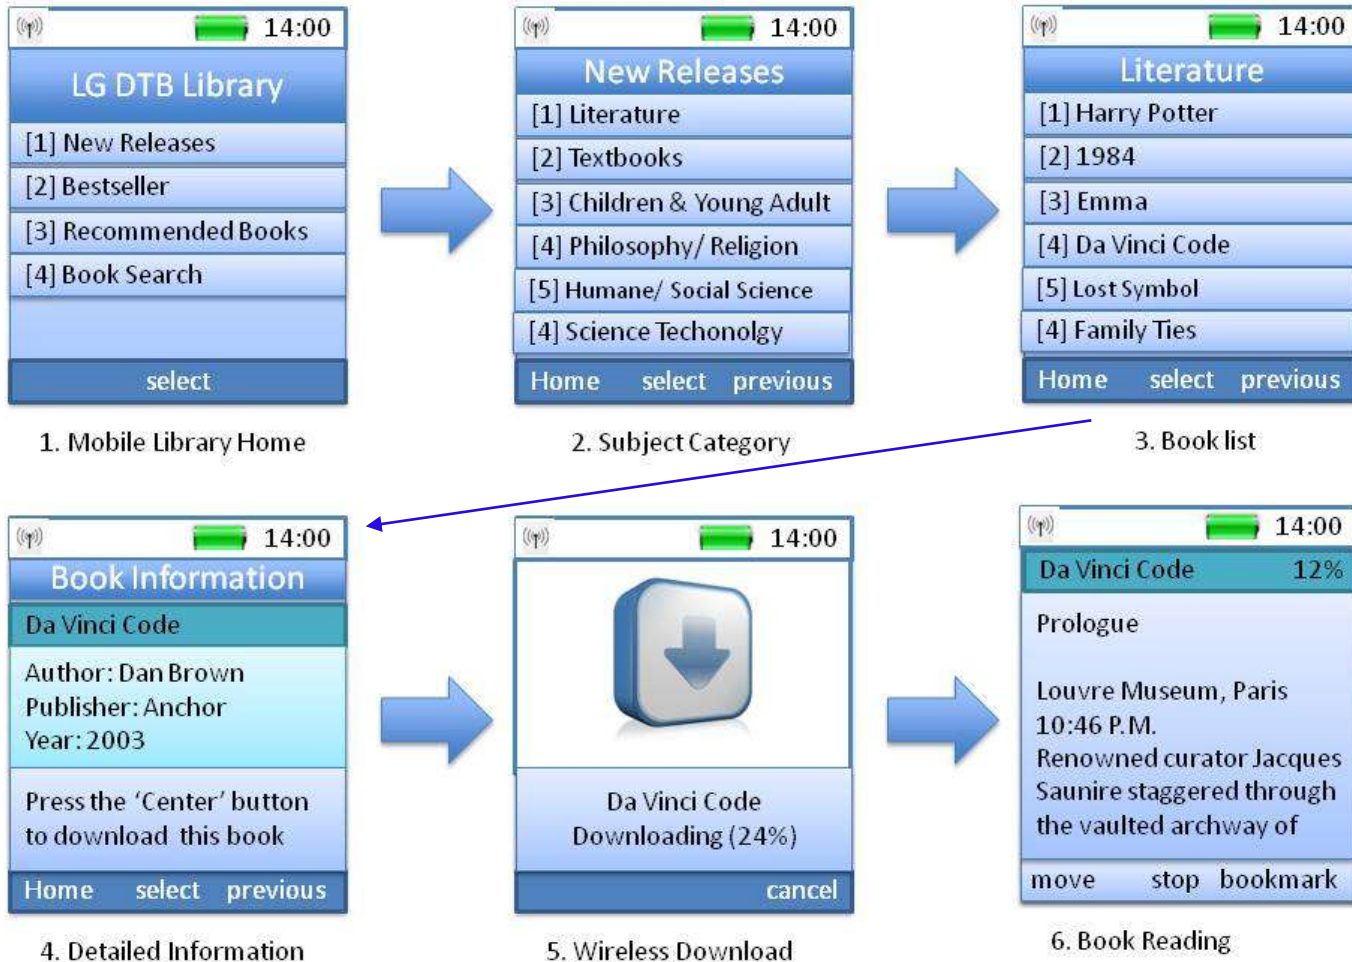 14:00
LG DTB Library
[1] New Releases
[2] Bestseller
[3] Recommended Books
[4] Book Search
select
1. Mobile Library Home
14:00
New Releases
[1] Literature
[2] Textbooks
[3] Children & Young Adult
[4] Philosophy/ Religion
[5] Humane/ Social Science
[4] Science Techonolgy
Home select previous
2. Subject Category
14:00
Literature
[1] Harry Potter
[2] 1984
[3] Emma
[4] Da Vinci Code
[5] Lost Symbol
[4] Family Ties
Home select previous
3. Book list
14:00
Book Information
Da Vinci Code
Author: Dan Brown
Publisher: Anchor
Year: 2003
Press the ‘Center’ button
to download this book
Home select previous
4. Detailed Information
14:00
Da Vinci Code
Downloading (24%)
cancel
5. Wireless Download
14:00
Da Vinci Code 12%
Prologue
Louvre Museum, Paris
10:46 P.M.
Renowned curator Jacques
Saunire staggered through
the vaulted archway of
move stop bookmark
6. Book Reading